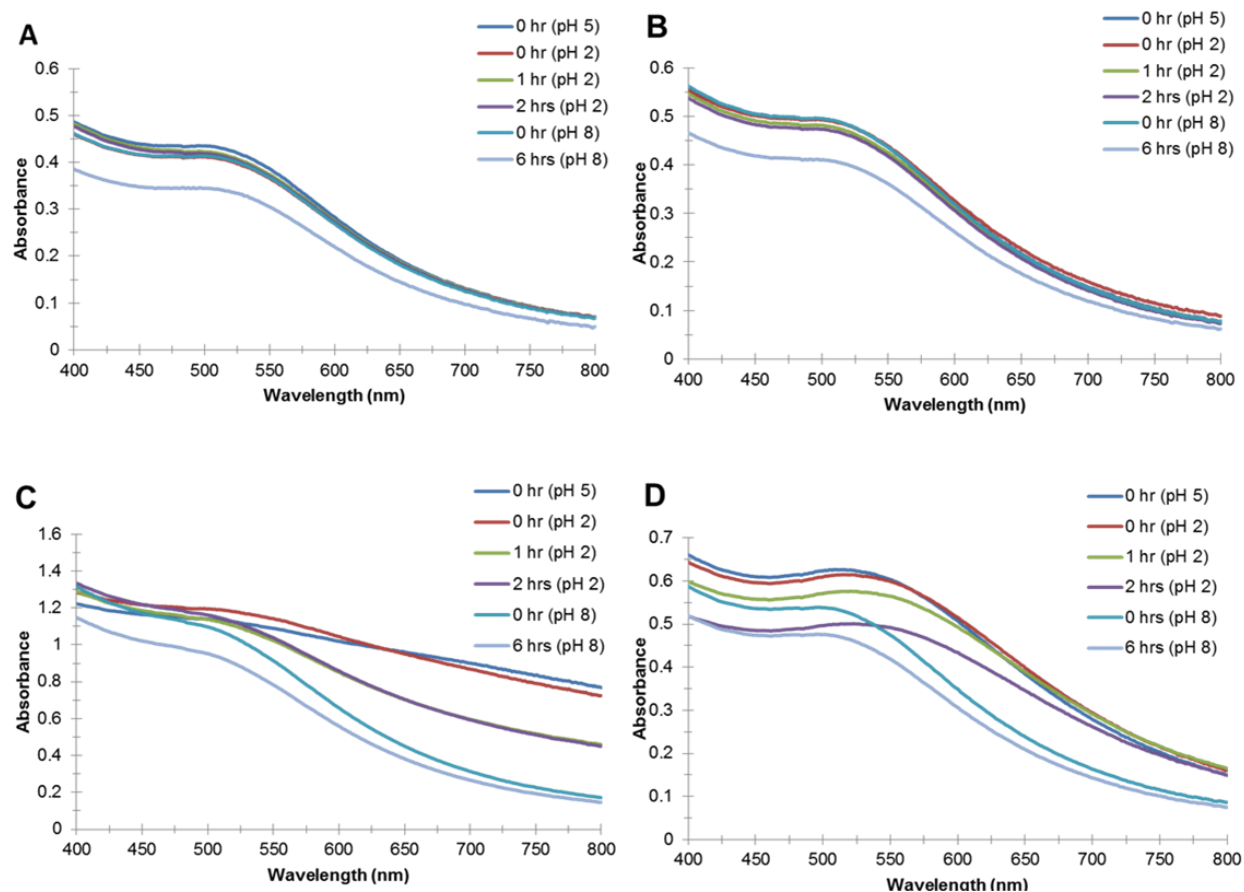 A
0 hr (pH 5)
0 hr (pH 2)
1 hr (pH 2)
2 hrs (pH 2)
0 hr (pH 8)
6 hrs (pH 8)
0.6
0.5
0.4
0.3
0.2
0.1
0
Absorbance
400 450 500 550 600 650 700 750 800
Wavelength (nm)
B
0 hr (pH 5)
0 hr (pH 2)
1 hr (pH 2)
2 hrs (pH 2)
0 hr (pH 8)
6 hrs (pH 8)
0.6
0.5
0.4
0.3
0.2
0.1
0
Absorbance
400 450 500 550 600 650 700 750 800
Wavelength (nm)
C
0 hr (pH 5)
0 hr (pH 2)
1 hr (pH 2)
2 hrs (pH 2)
0 hr (pH 8)
6 hrs (pH 8)
1.6
1.4
1.2
1
0.8
0.6
0.4
0.2
0
Absorbance
400 450 500 550 600 650 700 750 800
Wavelength (nm)
D
0 hr (pH 5)
0 hr (pH 2)
1 hr (pH 2)
2 hrs (pH 2)
0 hr (pH 8)
6 hrs (pH 8)
0.7
0.6
0.5
0.4
0.3
0.2
0.1
0
Absorbance
400 450 500 550 600 650 700 750 800
Wavelength (nm)